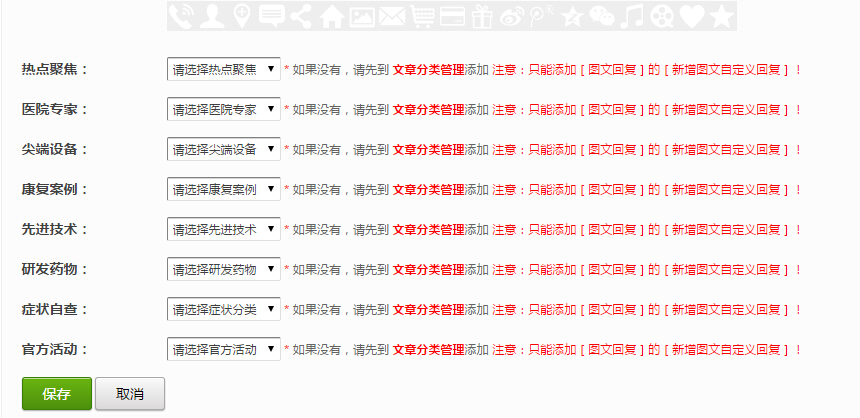 热点聚焦： 请选择热点聚焦 * 如果没有，请先到 文章分类管理添加 注意：只能添加 [ 图文回复 ] 的 [ 新增图文自定义回复 ] ！
医院专家： 请选择医院专家 * 如果没有，请先到 文章分类管理添加 注意：只能添加 [ 图文回复 ] 的 [ 新增图文自定义回复 ] ！
尖端设备： 请选择尖端设备 * 如果没有，请先到 文章分类管理添加 注意：只能添加 [ 图文回复 ] 的 [ 新增图文自定义回复 ] ！
康复案例： 请选择康复案例 * 如果没有，请先到 文章分类管理添加 注意：只能添加 [ 图文回复 ] 的 [ 新增图文自定义回复 ] ！
先进技术： 请选择先进技术 * 如果没有，请先到 文章分类管理添加 注意：只能添加 [ 图文回复 ] 的 [ 新增图文自定义回复 ] ！
研发药物： 请选择研发药物 * 如果没有，请先到 文章分类管理添加 注意：只能添加 [ 图文回复 ] 的 [ 新增图文自定义回复 ] ！
症状自查： 请选择症状分类 * 如果没有，请先到 文章分类管理添加 注意：只能添加 [ 图文回复 ] 的 [ 新增图文自定义回复 ] ！
官方活动： 请选择官方活动 * 如果没有，请先到 文章分类管理添加 注意：只能添加 [ 图文回复 ] 的 [ 新增图文自定义回复 ] ！
保存 取消